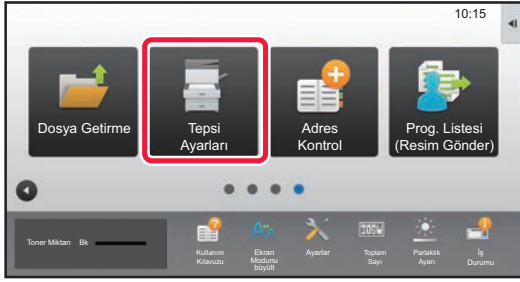 10:15
Dosya Getirme
Tepsi
Ayarları
Adres
Kontrol
Prog. Listesi
(Resim Gönder)
Toner Miktarı Bk
Kullanım
Kılavuzu
Ekran
Modunu
büyült
Ayarlar
Toplam
Sayı
Parlaklık
Ayarı
İş
Durumu